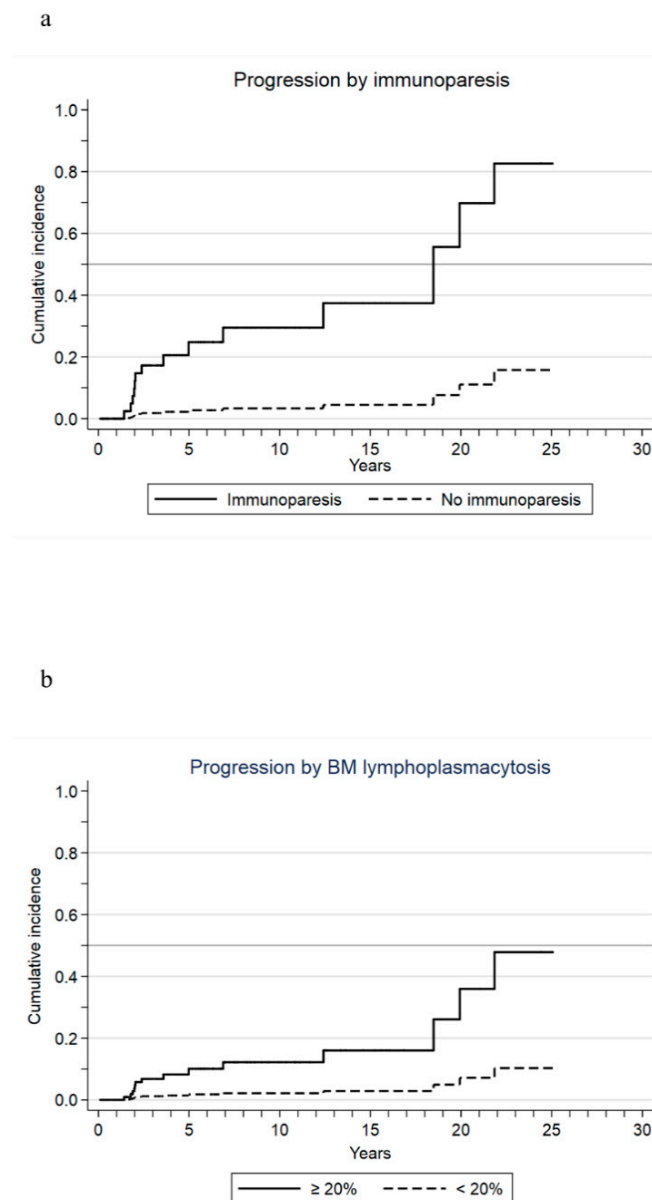 a
Progression by immunoparesis
1.0
0.8
0.6
0.4
0.2
0.0
Cumulative incidence
0 5 10 15 20 25 30
Years
Immunoparesis No immunoparesis
b
Progression by BM lymphoplasmacytosis
1.0
0.8
0.6
0.4
0.2
0.0
Cumulative incidence
0 5 10 15 20 25 30
Years
≥ 20% < 20%